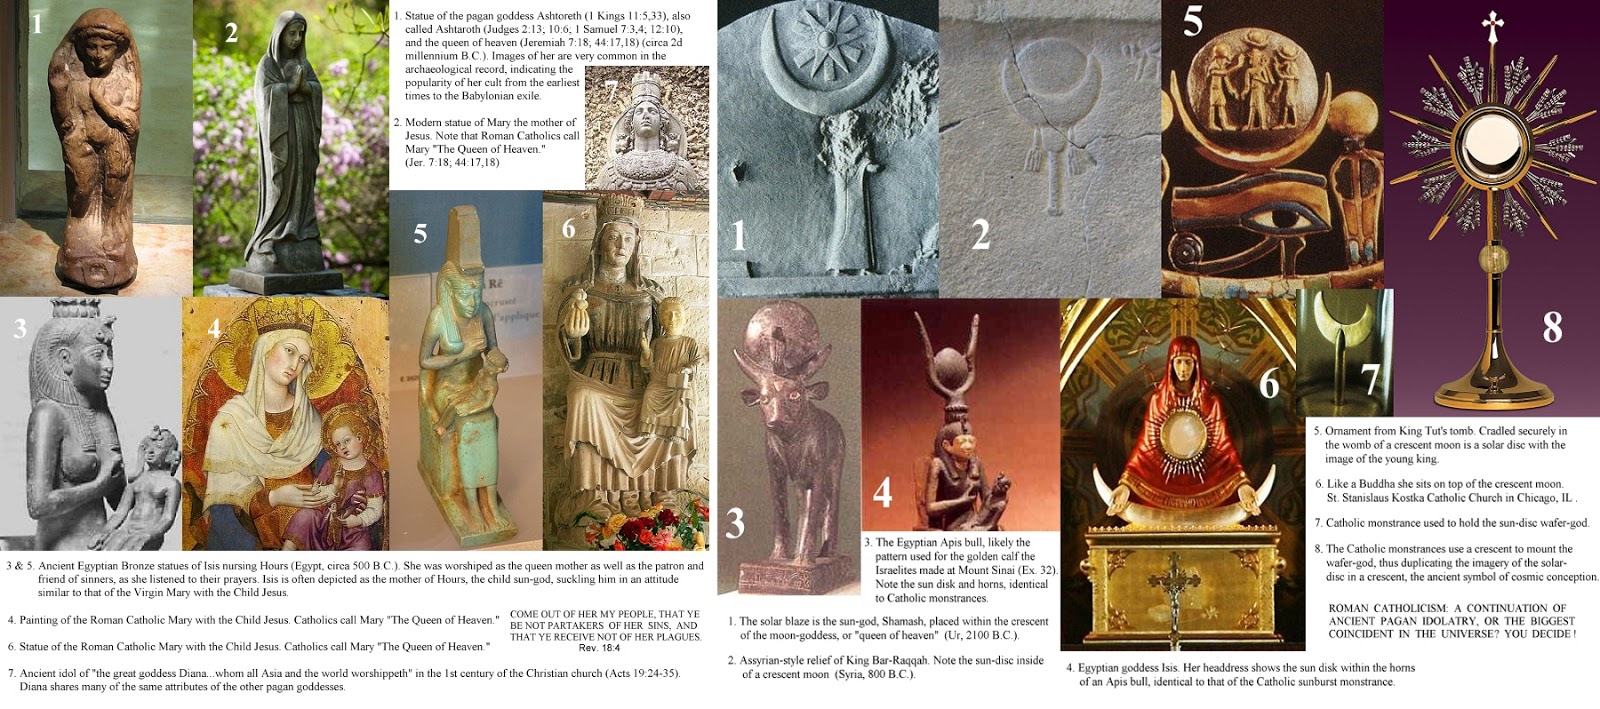 1
2
1. Statue of the pagan goddess Ashtoreth (1 Kings 11:5,33), also
called Ashtaroth (Judges 2:13; 10:6; 1 Samuel 7:3,4; 12:10),
and the queen of heaven (Jeremiah 7:18; 44:17,18) (circa 2d
millennium B.C.). Images of her are very common in the
archaeological record, indicating the
popularity of her cult from the earliest
times to the Babylonian exile.
2. Modern statue of Mary the mother of
Jesus. Note that Roman Catholics call
Mary "The Queen of Heaven."
(Jer. 7:18; 44:17,18)
7
3
4
5
Rê
applique
6
3 & 5. Ancient Egyptian Bronze statues of Isis nursing Hours (Egypt, circa 500 B.C.). She was worshiped as the queen mother as well as the patron and
friend of sinners, as she listened to their prayers. Isis is often depicted as the mother of Hours, the child sun-god, suckling him in an attitude
similar to that of the Virgin Mary with the Child Jesus.
4. Painting of the Roman Catholic Mary with the Child Jesus. Catholics call Mary "The Queen of Heaven."
6. Statue of the Roman Catholic Mary with the Child Jesus. Catholics call Mary "The Queen of Heaven."
COME OUT OF HER MY PEOPLE, THAT YE
BE NOT PARTAKERS OF HER SINS, AND
THAT YE RECEIVE NOT OF HER PLAGUES.
Rev. 18:4
7. Ancient idol of "the great goddess Diana...whom all Asia and the world worshippeth" in the 1st century of the Christian church (Acts 19:24-35).
Diana shares many of the same attributes of the other pagan goddesses.
1
2
5
8
3
4
6
7
3. The Egyptian Apis bull, likely the
pattern used for the golden calf the
Israelites made at Mount Sinai (Ex. 32).
Note the sun disk and horns, identical
to Catholic monstrances.
1. The solar blaze is the sun-god, Shamash, placed within the crescent
of the moon-goddess, or "queen of heaven" (Ur, 2100 B.C.).
2. Assyrian-style relief of King Bar-Raqqah. Note the sun-disc inside
of a crescent moon (Syria, 800 B.C.).
4. Egyptian goddess Isis. Her headdress shows the sun disk within the horns
of an Apis bull, identical to that of the Catholic sunburst monstrance.
5. Ornament from King Tut's tomb. Cradled securely in
the womb of a crescent moon is a solar disc with the
image of the young king.
6. Like a Buddha she sits on top of the crescent moon.
St. Stanislaus Kostka Catholic Church in Chicago, IL .
7. Catholic monstrance used to hold the sun-disc wafer-god.
8. The Catholic monstrances use a crescent to mount the
wafer-god, thus duplicating the imagery of the solar-
disc in a crescent, the ancient symbol of cosmic conception.
ROMAN CATHOLICISM: A CONTINUATION OF
ANCIENT PAGAN IDOLATRY, OR THE BIGGEST
COINCIDENT IN THE UNIVERSE? YOU DECIDE !